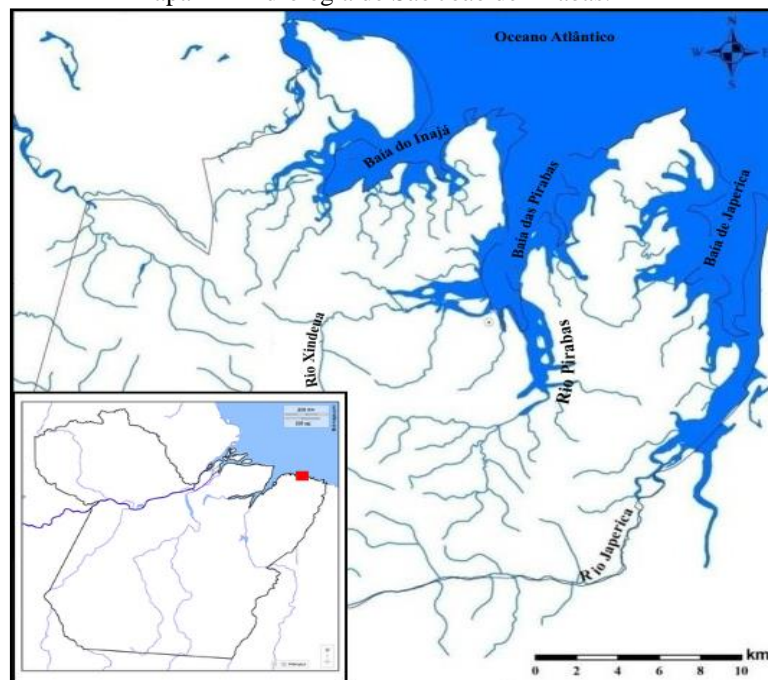 Oceano Atlântico
N
W E
S
Baía do Inajá
Baía das Pirabas
Baía de Japerica
Rio Xindeua
Rio Pirabas
Rio Japerica
km
0 2 4 6 8 10